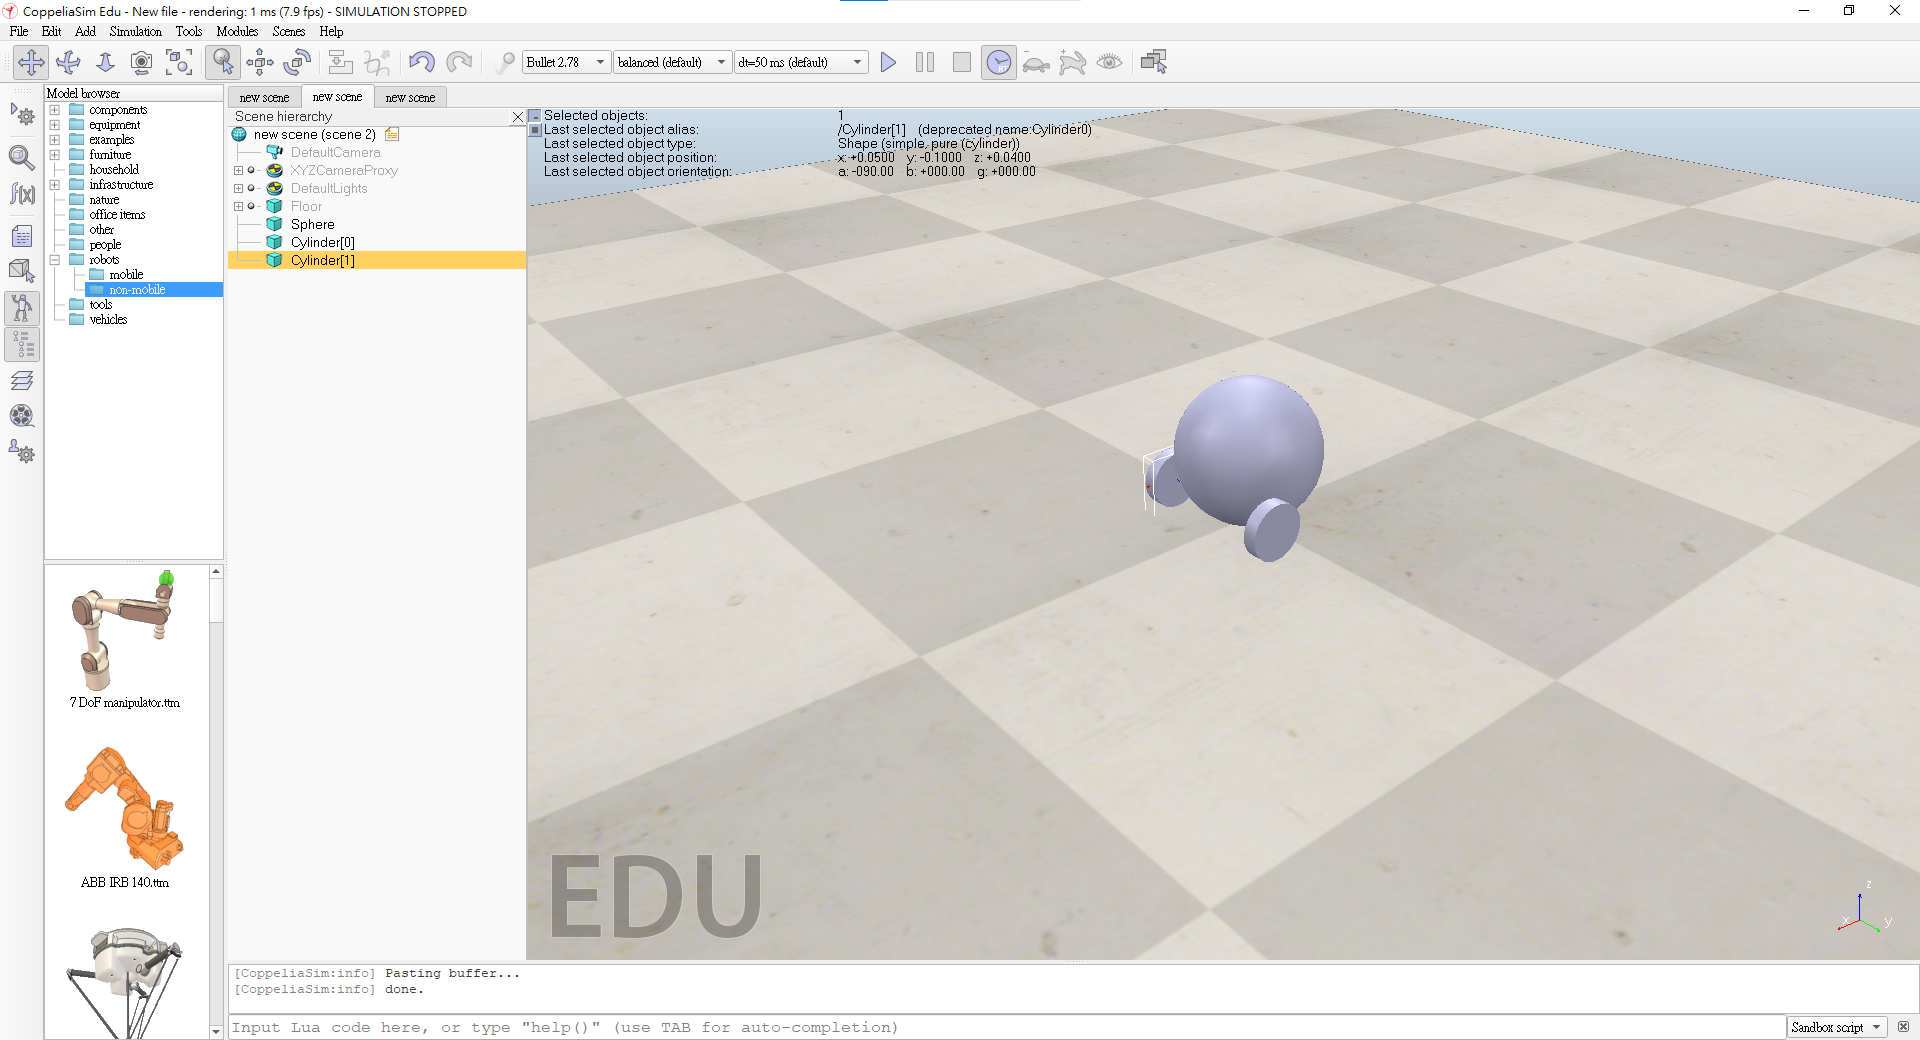 CoppeliaSim Edu - New file - rendering: 1 ms (7.9 fps) - SIMULATION STOPPED
File Edit Add Simulation Tools Modules Scenes Help
Bullet 2.78 balanced (default) dt=50 ms (default)
RT
Model browser
components
equipment
examples
furniture
household
infrastructure
nature
office items
other
people
robots
mobile
non-mobile
tools
vehicles
7 DoF manipulator.ttm
ABB IRB 140.ttm
new scene new scene new scene
Scene hierarchy
new scene (scene 2)
DefaultCamera
XYZCameraProxy
DefaultLights
Floor
Sphere
Cylinder[0]
Cylinder[1]
Selected objects: 1
Last selected object alias: /Cylinder[1] (deprecated name:Cylinder0)
Last selected object type: Shape (simple, pure (cylinder))
Last selected object position: x: +0.0500 y: -0.1000 z: +0.0400
Last selected object orientation: a: -090.00 b: +000.00 g: +000.00
EDU
z
x
y
[CoppeliaSim:info] Pasting buffer...
[CoppeliaSim:info] done.
Input Lua code here, or type "help()" (use TAB for auto-completion)
Sandbox script